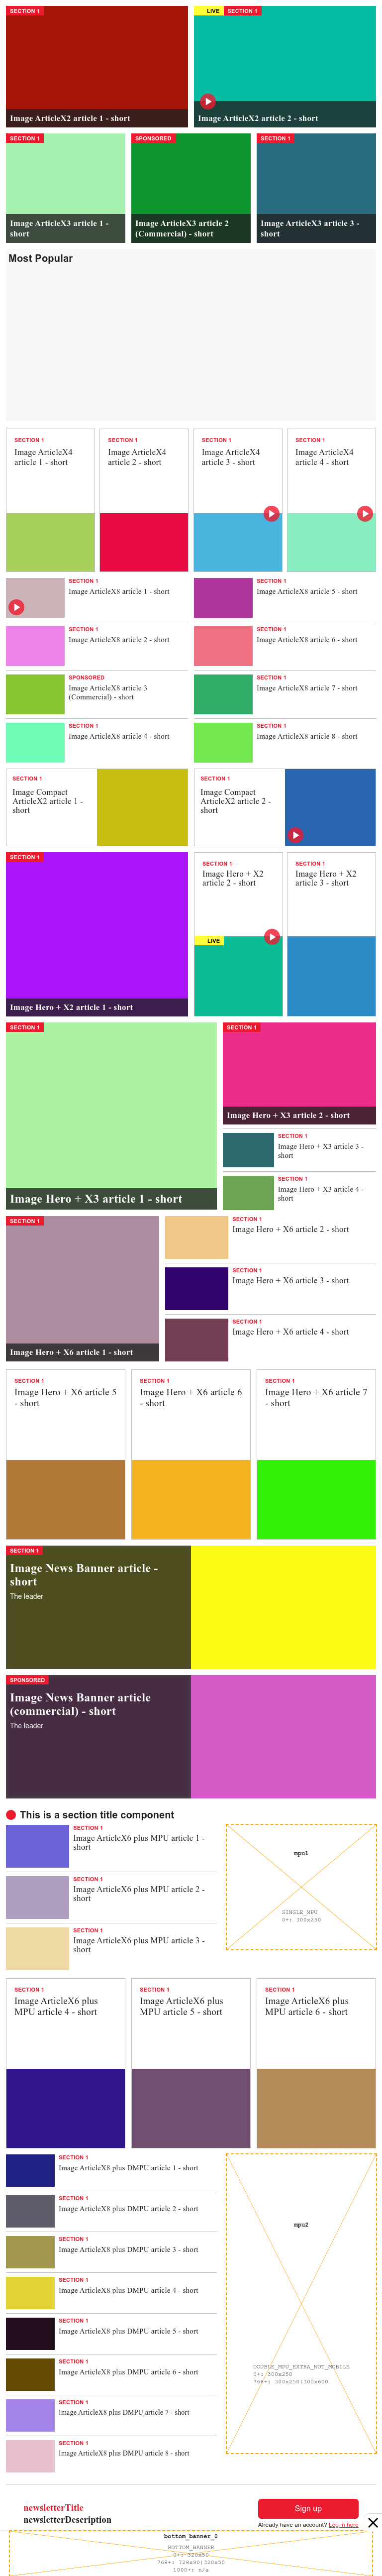 SECTION 1
Image ArticleX2 article 1 - short
LIVE
SECTION 1
Image ArticleX2 article 2 - short
SECTION 1
Image ArticleX3 article 1 -
short
SPONSORED
Image ArticleX3 article 2
(Commercial) - short
SECTION 1
Image ArticleX3 article 3 -
short
Most Popular
SECTION 1
Image ArticleX4
article 1 - short
SECTION 1
Image ArticleX4
article 2 - short
SECTION 1
Image ArticleX4
article 3 - short
SECTION 1
Image ArticleX4
article 4 - short
SECTION 1
Image ArticleX8 article 1 - short
SECTION 1
Image ArticleX8 article 2 - short
SPONSORED
Image ArticleX8 article 3
(Commercial) - short
SECTION 1
Image ArticleX8 article 4 - short
SECTION 1
Image ArticleX8 article 5 - short
SECTION 1
Image ArticleX8 article 6 - short
SECTION 1
Image ArticleX8 article 7 - short
SECTION 1
Image ArticleX8 article 8 - short
SECTION 1
Image Compact
ArticleX2 article 1 -
short
SECTION 1
Image Compact
ArticleX2 article 2 -
short
SECTION 1
Image Hero + X2 article 1 - short
SECTION 1
Image Hero + X2
article 2 - short
LIVE
SECTION 1
Image Hero + X2
article 3 - short
SECTION 1
Image Hero + X3 article 1 - short
SECTION 1
Image Hero + X3 article 2 - short
SECTION 1
Image Hero + X3 article 3 -
short
SECTION 1
Image Hero + X3 article 4 -
short
SECTION 1
Image Hero + X6 article 1 - short
SECTION 1
Image Hero + X6 article 2 - short
SECTION 1
Image Hero + X6 article 3 - short
SECTION 1
Image Hero + X6 article 4 - short
SECTION 1
Image Hero + X6 article 5
- short
SECTION 1
Image Hero + X6 article 6
- short
SECTION 1
Image Hero + X6 article 7
- short
SECTION 1
Image News Banner article -
short
The leader
SPONSORED
Image News Banner article
(commercial) - short
The leader
This is a section title component
SECTION 1
Image ArticleX6 plus MPU article 1 -
short
SECTION 1
Image ArticleX6 plus MPU article 2 -
short
SECTION 1
Image ArticleX6 plus MPU article 3 -
short
mpu1
SINGLE_MPU
0+: 300x250
SECTION 1
Image ArticleX6 plus
MPU article 4 - short
SECTION 1
Image ArticleX6 plus
MPU article 5 - short
SECTION 1
Image ArticleX6 plus
MPU article 6 - short
SECTION 1
Image ArticleX8 plus DMPU article 1 - short
SECTION 1
Image ArticleX8 plus DMPU article 2 - short
SECTION 1
Image ArticleX8 plus DMPU article 3 - short
SECTION 1
Image ArticleX8 plus DMPU article 4 - short
SECTION 1
Image ArticleX8 plus DMPU article 5 - short
SECTION 1
Image ArticleX8 plus DMPU article 6 - short
SECTION 1
Image ArticleX8 plus DMPU article 7 - short
SECTION 1
Image ArticleX8 plus DMPU article 8 - short
mpu2
DOUBLE_MPU_EXTRA_NOT_MOBILE
0+: 300x250
768+: 300x250|300x600
newsletterTitle
newsletterDescription
Sign up
Already have an account? Log in here
bottom_banner_0
BOTTOM_BANNER
0+: 320x50
768+: 728x90|320x50
1000+: n/a